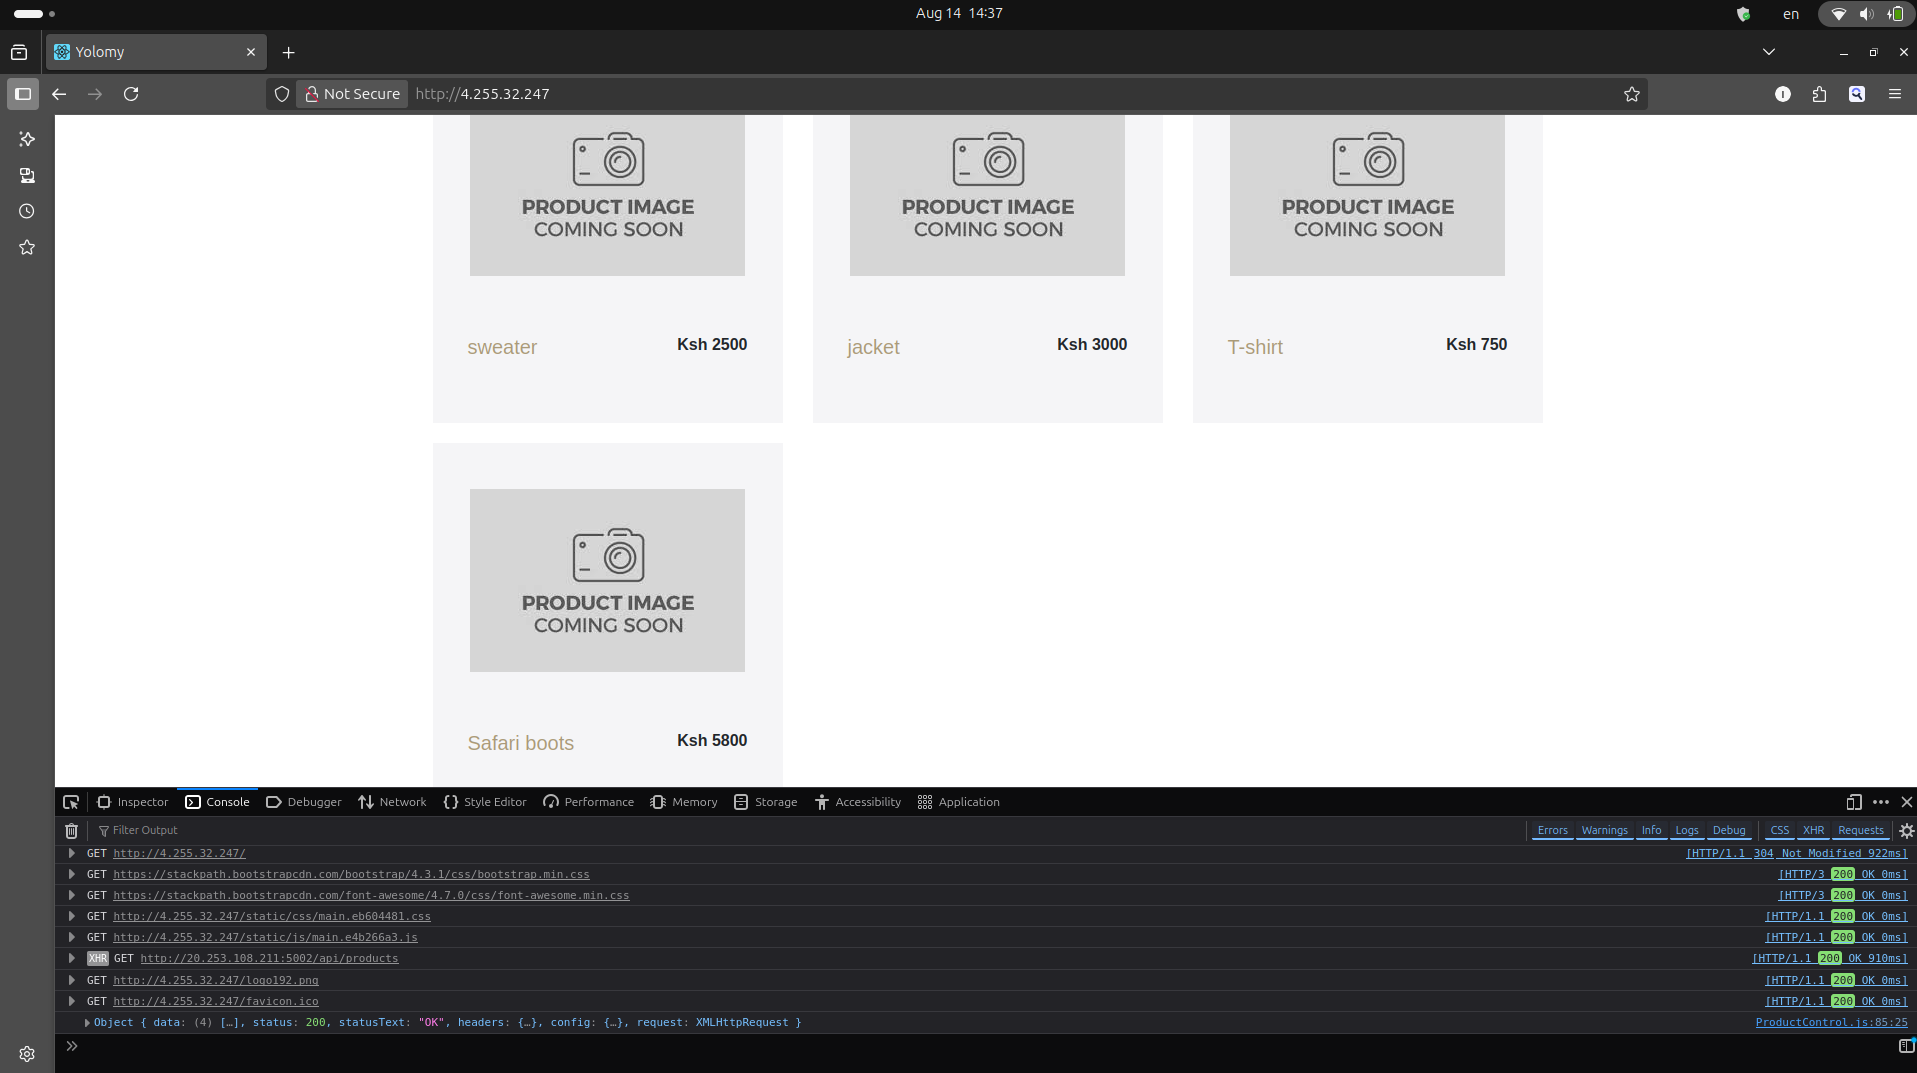 Aug 14 14:37
en
Yolomy
Not Secure
http://4.255.32.247
PRODUCT IMAGE
COMING SOON
PRODUCT IMAGE
COMING SOON
PRODUCT IMAGE
COMING SOON
sweater Ksh 2500
jacket Ksh 3000
T-shirt Ksh 750
PRODUCT IMAGE
COMING SOON
Safari boots Ksh 5800
Inspector Console Debugger Network Style Editor Performance Memory Storage Accessibility Application
Filter Output Errors Warnings Info Logs Debug CSS XHR Requests
GET http://4.255.32.247/ [HTTP/1.1 304 Not Modified 922ms]
GET https://stackpath.bootstrapcdn.com/bootstrap/4.3.1/css/bootstrap.min.css [HTTP/3 200 OK 0ms]
GET https://stackpath.bootstrapcdn.com/font-awesome/4.7.0/css/font-awesome.min.css [HTTP/3 200 OK 0ms]
GET http://4.255.32.247/static/css/main.eb604481.css [HTTP/1.1 200 OK 0ms]
GET http://4.255.32.247/static/js/main.e4b266a3.js [HTTP/1.1 200 OK 0ms]
XHR GET http://20.253.108.211:5002/api/products [HTTP/1.1 200 OK 910ms]
GET http://4.255.32.247/logo192.png [HTTP/1.1 200 OK 0ms]
GET http://4.255.32.247/favicon.ico [HTTP/1.1 200 OK 0ms]
Object { data: (4) […], status: 200, statusText: "OK", headers: {…}, config: {…}, request: XMLHttpRequest } ProductControl.js:85:25